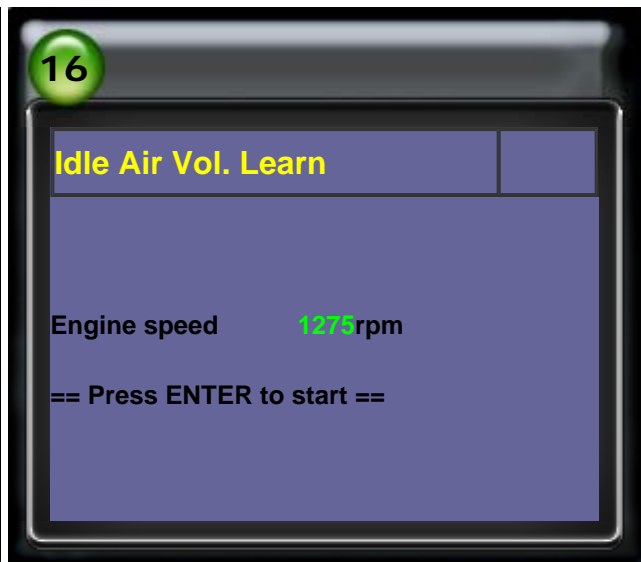 16
Idle Air Vol. Learn
Engine speed 1275rpm
== Press ENTER to start ==